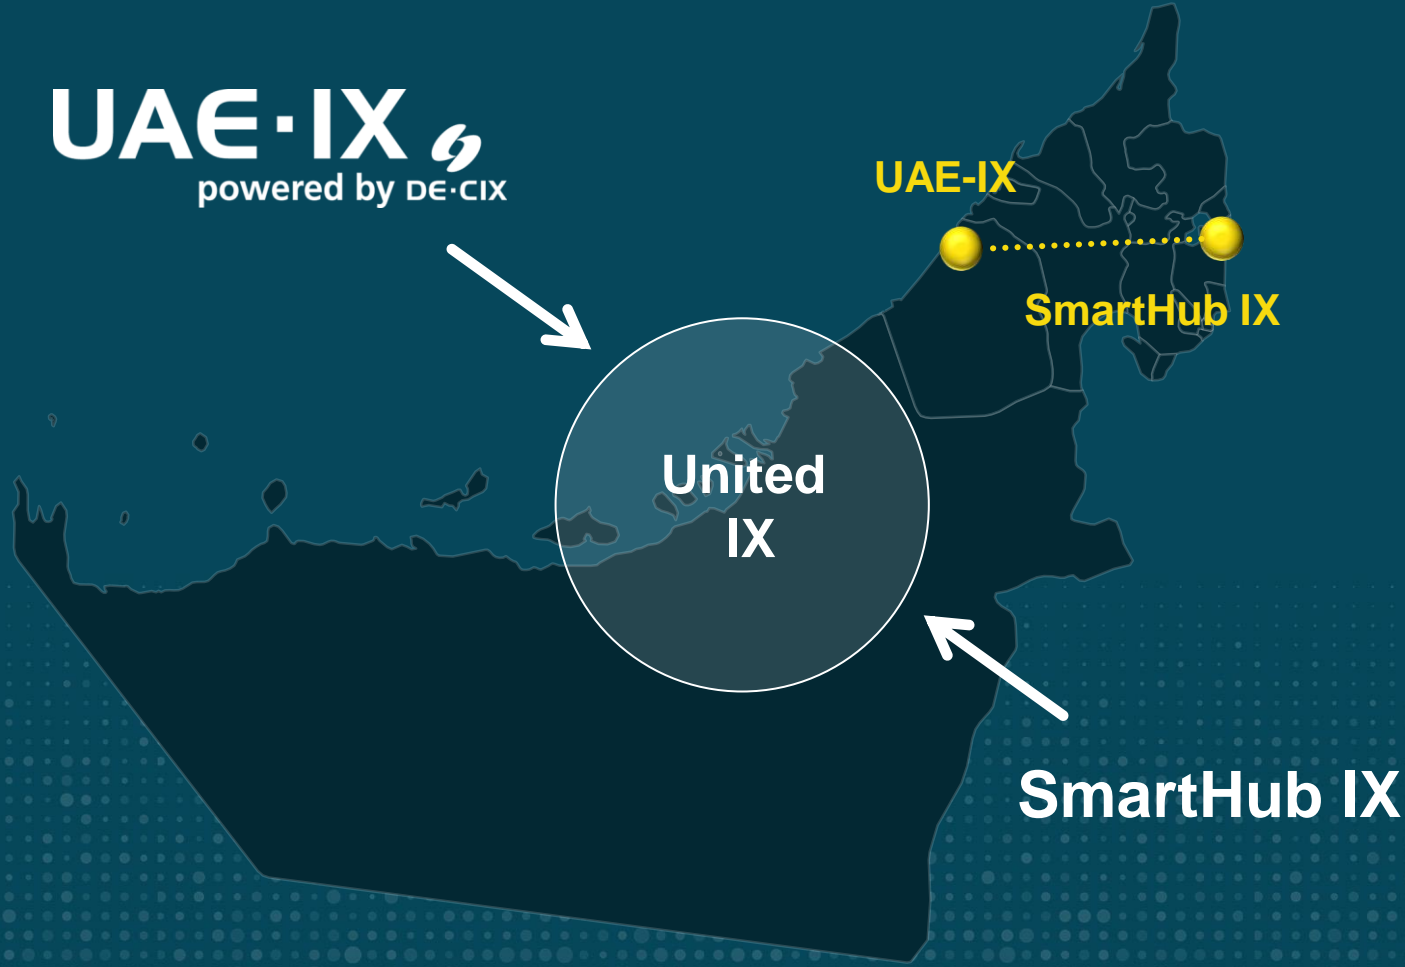 UAE·IX
powered by DE·CIX
UAE-IX
SmartHub IX
United
IX
SmartHub IX